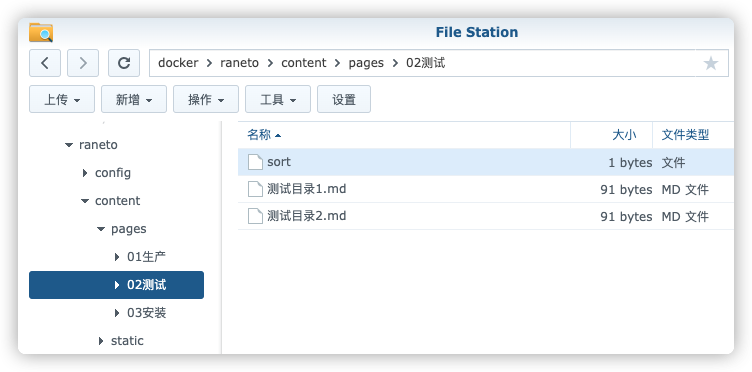 File Station
docker > raneto > content > pages > 02测试
上传 新增 操作 工具 设置
raneto
config
content
pages
01生产
02测试
03安装
static
名称 大小 文件类型
sort 1 bytes 文件
测试目录1.md 91 bytes MD 文件
测试目录2.md 91 bytes MD 文件